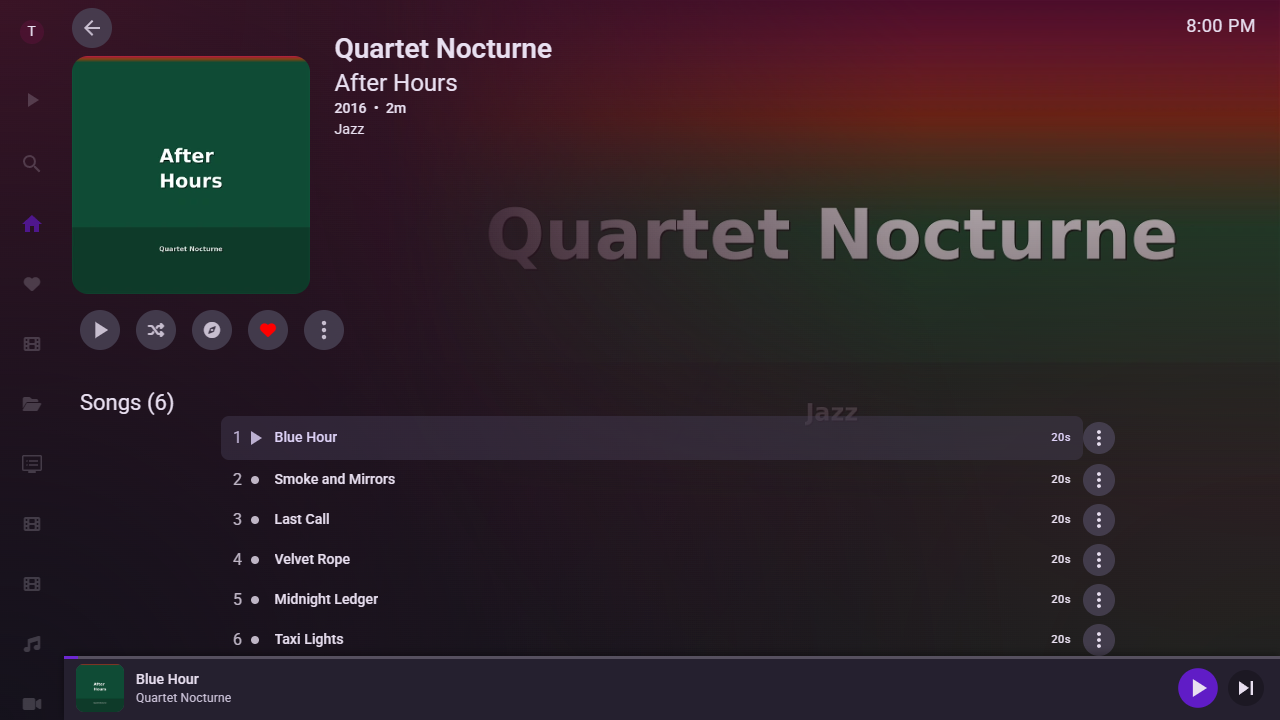 T
8:00 PM
Quartet Nocturne
After Hours
2016 • 2m
Jazz
After
Hours
Quartet Nocturne
Quartet Nocturne
Jazz
Songs (6)
1 Blue Hour 20s
2 Smoke and Mirrors 20s
3 Last Call 20s
4 Velvet Rope 20s
5 Midnight Ledger 20s
6 Taxi Lights 20s
After
Hours
Blue Hour
Quartet Nocturne